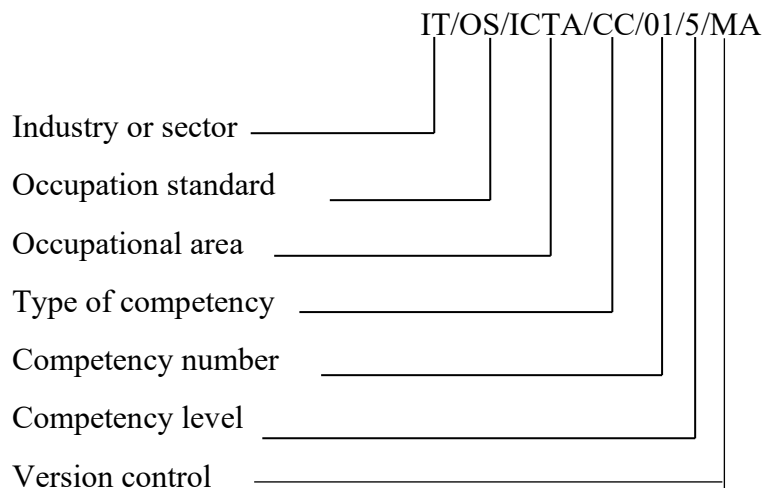 IT/OS/ICTA/CC/01/5/MA
Industry or sector
Occupation standard
Occupational area
Type of competency
Competency number
Competency level
Version control